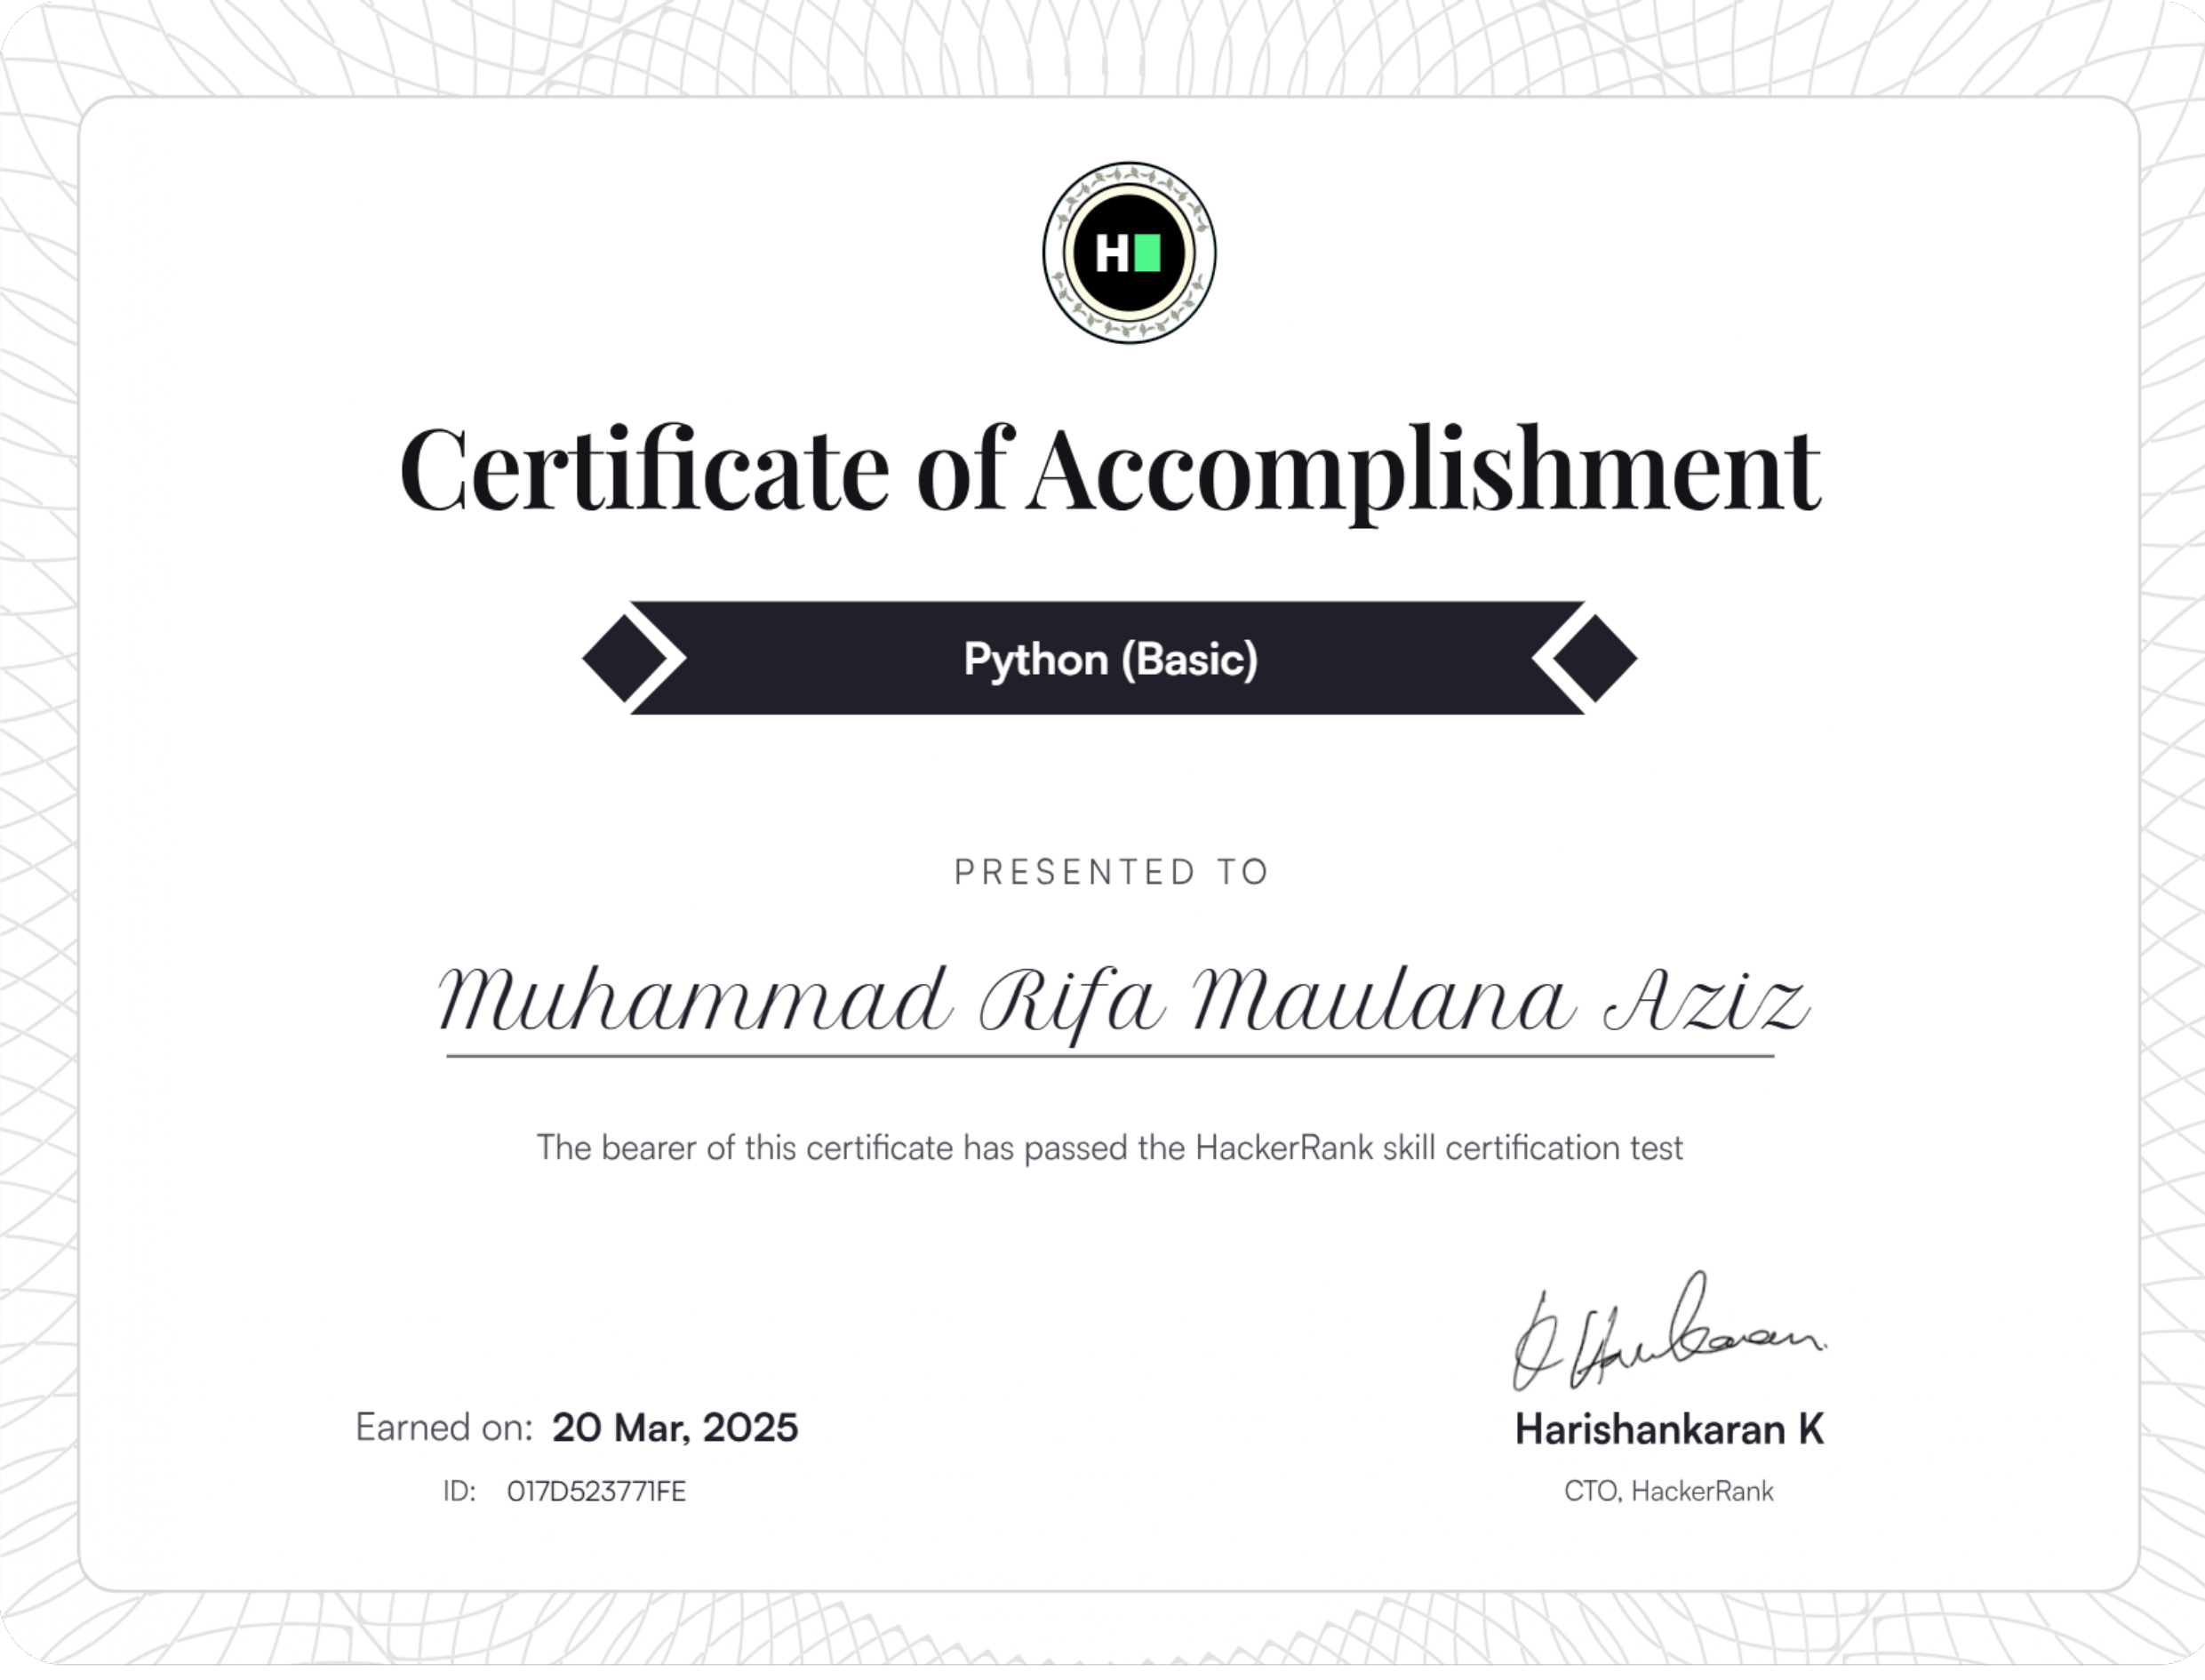 H
Certificate of Accomplishment
Python (Basic)
PRESENTED TO
Muhammad Rifa Maulana Aziz
The bearer of this certificate has passed the HackerRank skill certification test
Earned on: 20 Mar, 2025
ID: 017D523771FE
Harishankaran K
CTO, HackerRank